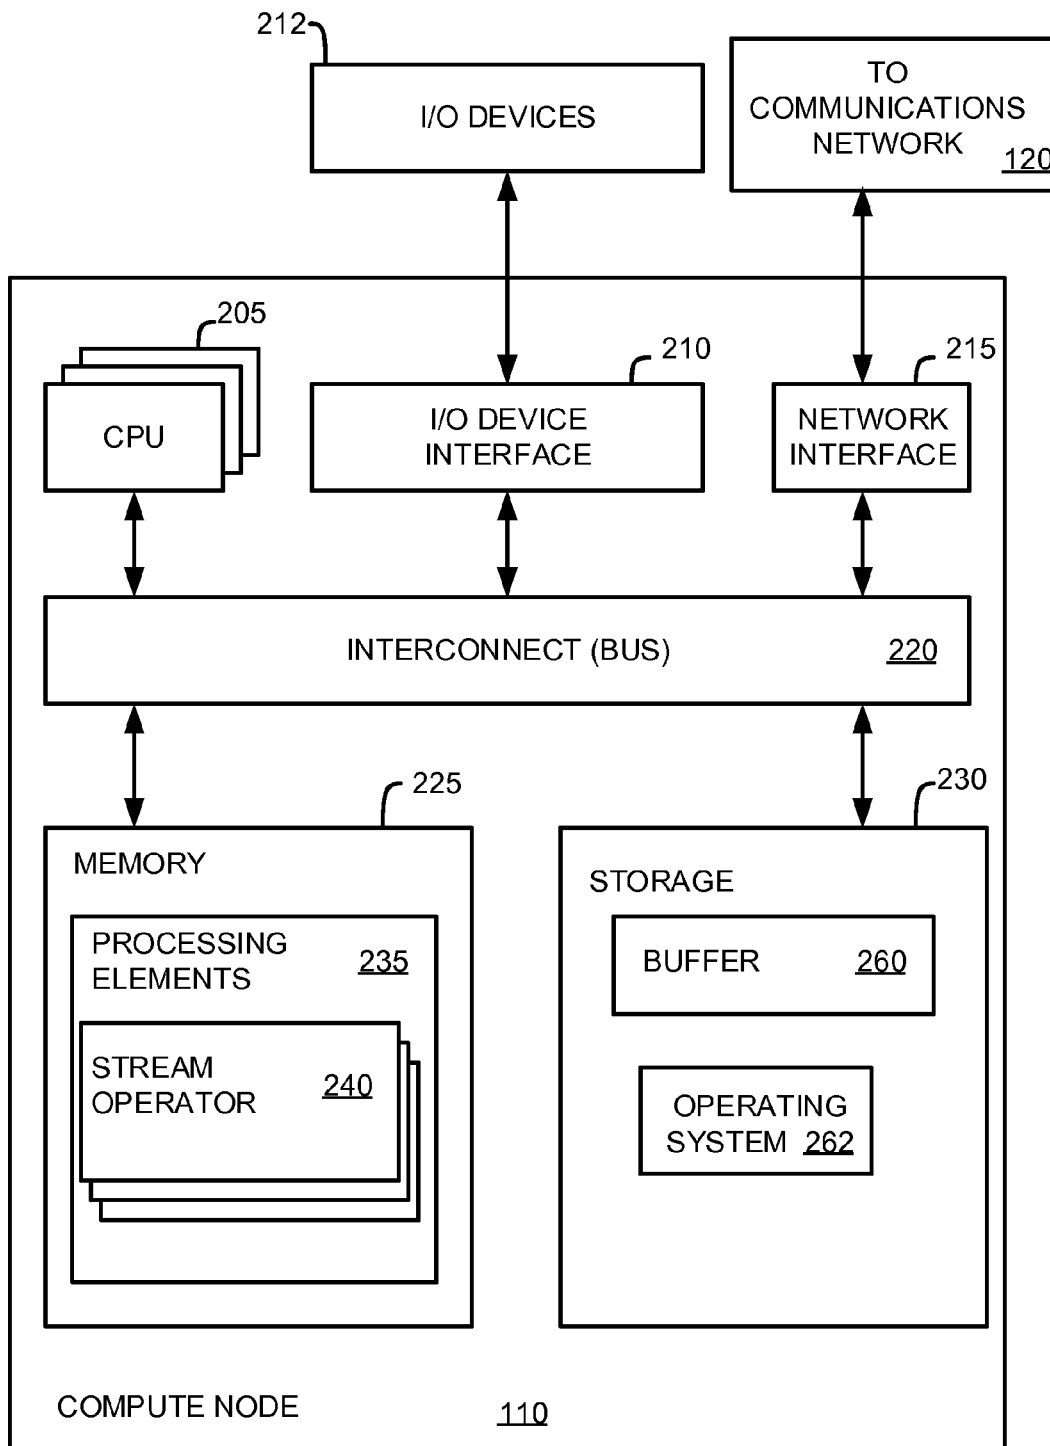 212
I/O DEVICES
TO
COMMUNICATIONS
NETWORK
120
205
210
215
CPU
I/O DEVICE
INTERFACE
NETWORK
INTERFACE
INTERCONNECT (BUS) 220
225
230
MEMORY
PROCESSING
ELEMENTS
235
STREAM
OPERATOR
240
STORAGE
BUFFER 260
OPERATING
SYSTEM 262
COMPUTE NODE 110